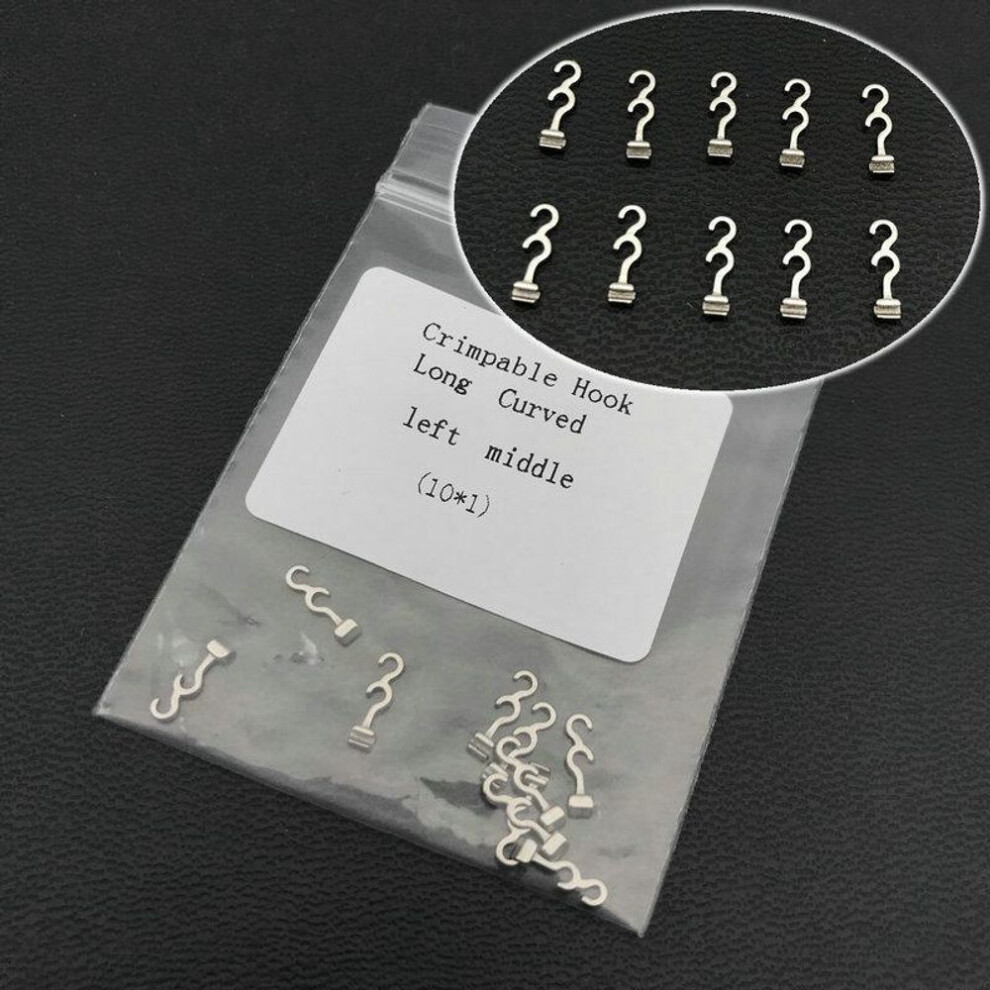 Crimpable Hook
Long Curved
left middle
(10*1)